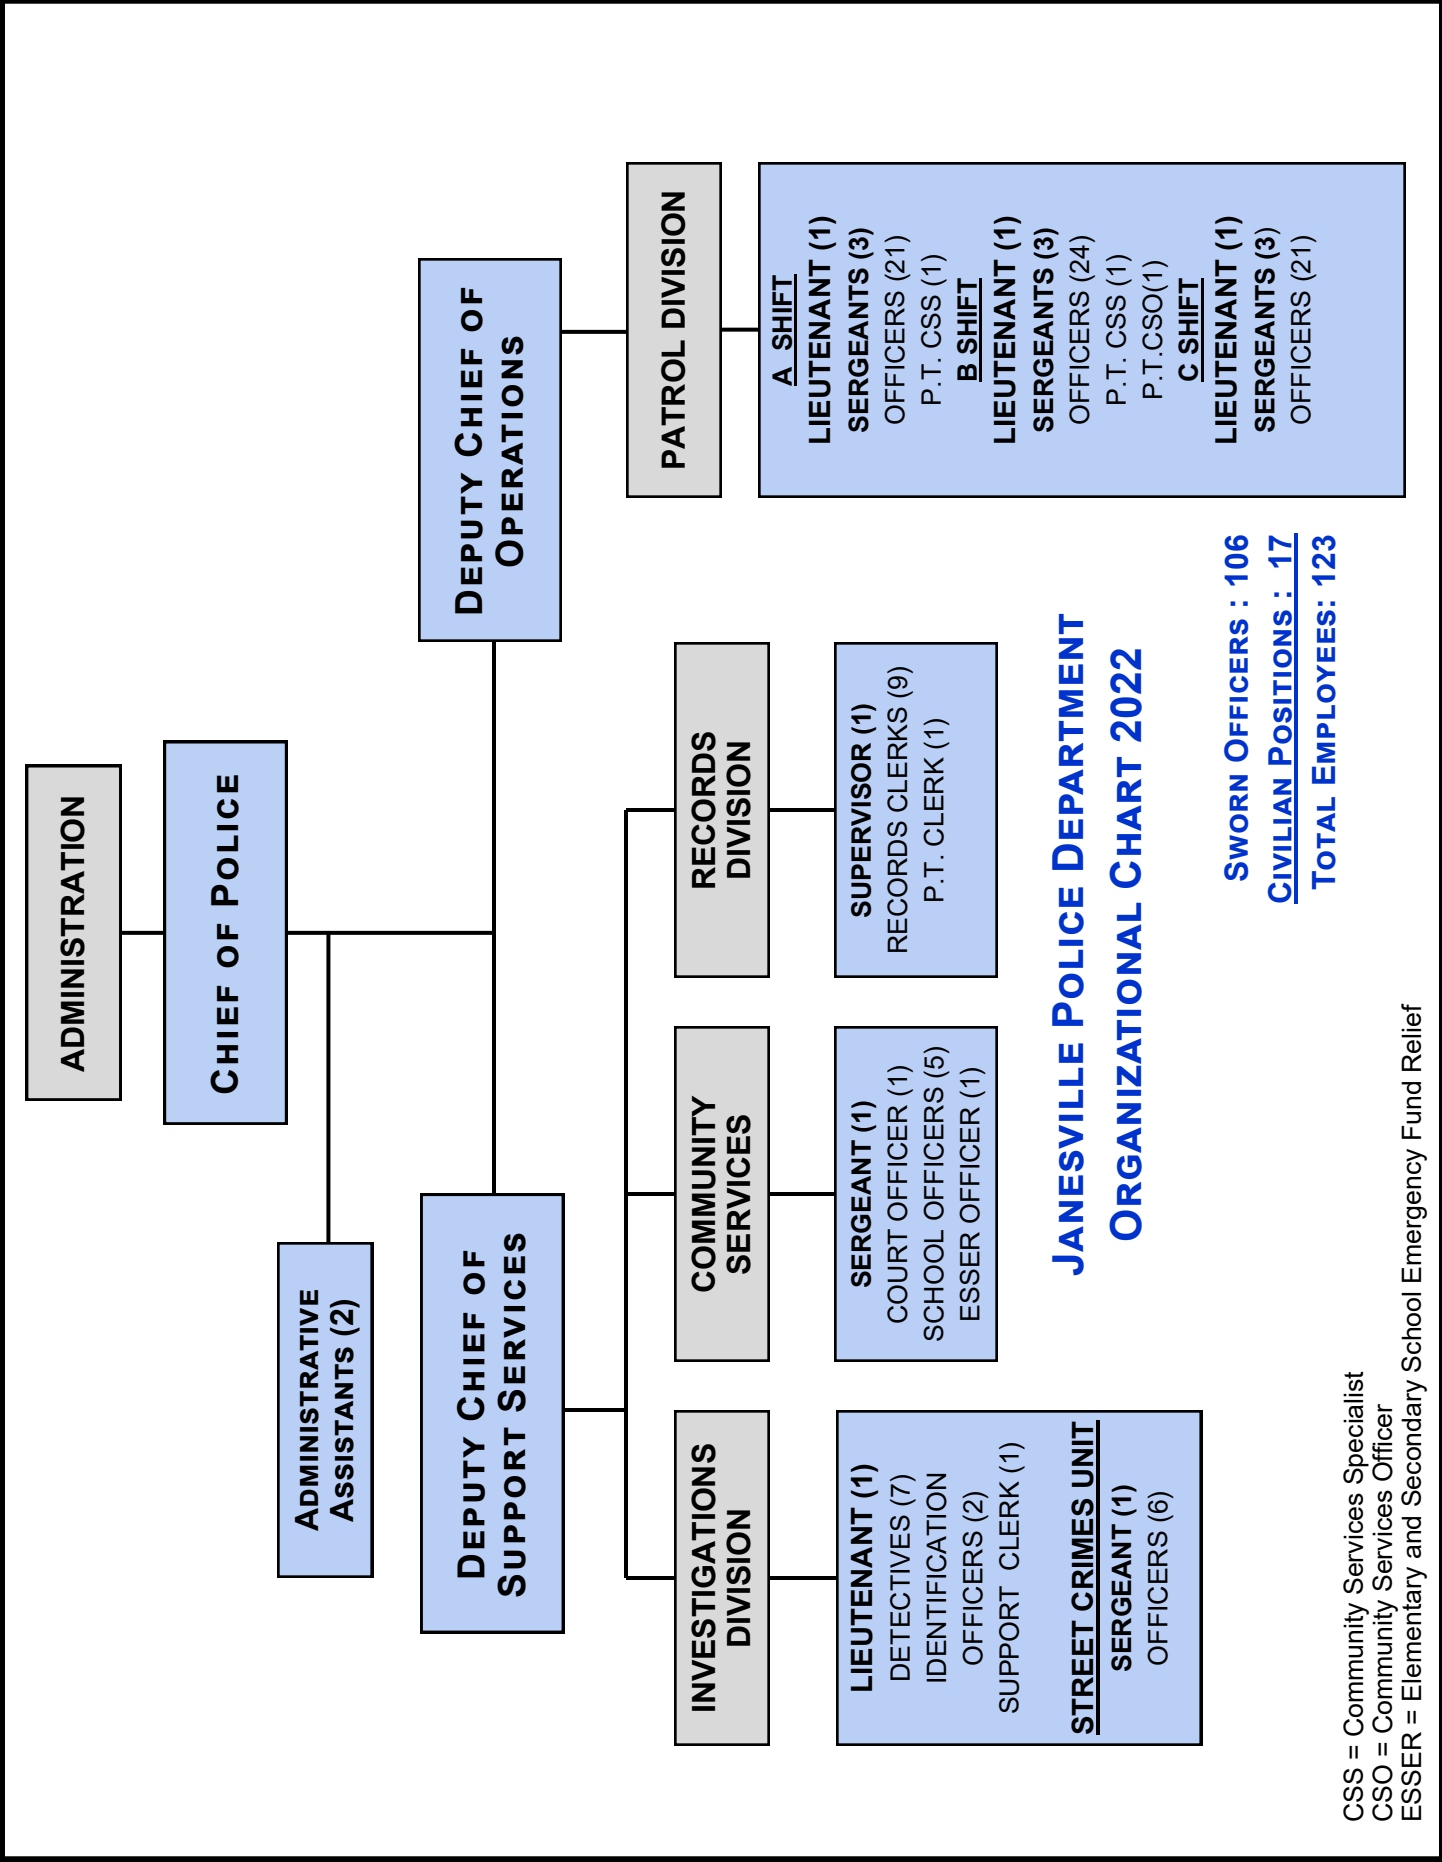 ADMINISTRATION
CHIEF OF POLICE
ADMINISTRATIVE
ASSISTANTS (2)
DEPUTY CHIEF OF
SUPPORT SERVICES
DEPUTY CHIEF OF
OPERATIONS
INVESTIGATIONS
DIVISION
COMMUNITY
SERVICES
RECORDS
DIVISION
PATROL DIVISION
LIEUTENANT (1)
DETECTIVES (7)
IDENTIFICATION
OFFICERS (2)
SUPPORT CLERK (1)
STREET CRIMES UNIT
SERGEANT (1)
OFFICERS (6)
SERGEANT (1)
COURT OFFICER (1)
SCHOOL OFFICERS (5)
ESSER OFFICER (1)
SUPERVISOR (1)
RECORDS CLERKS (9)
P.T. CLERK (1)
A SHIFT
LIEUTENANT (1)
SERGEANTS (3)
OFFICERS (21)
P.T. CSS (1)
B SHIFT
LIEUTENANT (1)
SERGEANTS (3)
OFFICERS (24)
P.T. CSS (1)
P.T.CSO(1)
C SHIFT
LIEUTENANT (1)
SERGEANTS (3)
OFFICERS (21)
JANESVILLE POLICE DEPARTMENT
ORGANIZATIONAL CHART 2022
SWORN OFFICERS : 106
CIVILIAN POSITIONS : 17
TOTAL EMPLOYEES: 123
CSS = Community Services Specialist
CSO = Community Services Officer
ESSER = Elementary and Secondary School Emergency Fund Relief